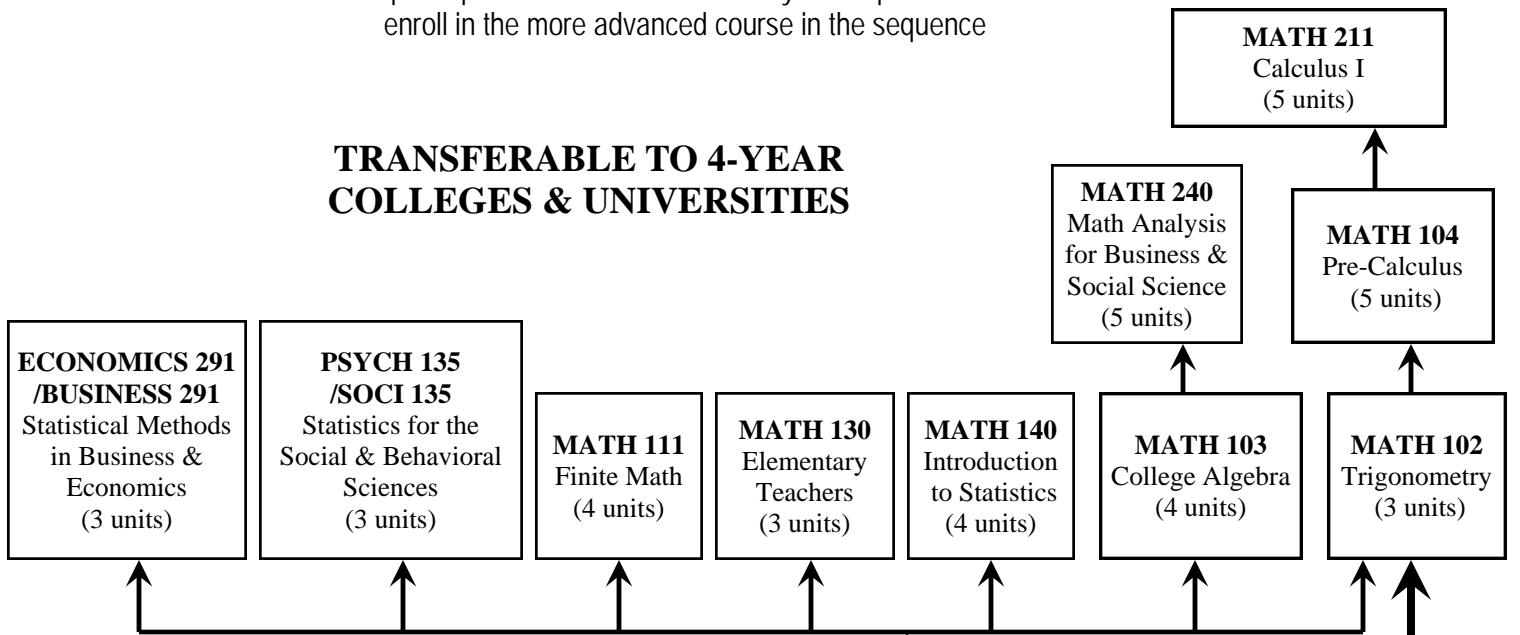 enroll in the more advanced course in the sequence
MATH 211
Calculus I
(5 units)
TRANSFERABLE TO 4-YEAR
COLLEGES & UNIVERSITIES
MATH 240
Math Analysis
for Business &
Social Science
(5 units)
MATH 104
Pre-Calculus
(5 units)
ECONOMICS 291
/BUSINESS 291
Statistical Methods
in Business &
Economics
(3 units)
PSYCH 135
/SOCI 135
Statistics for the
Social & Behavioral
Sciences
(3 units)
MATH 111
Finite Math
(4 units)
MATH 130
Elementary
Teachers
(3 units)
MATH 140
Introduction
to Statistics
(4 units)
MATH 103
College Algebra
(4 units)
MATH 102
Trigonometry
(3 units)